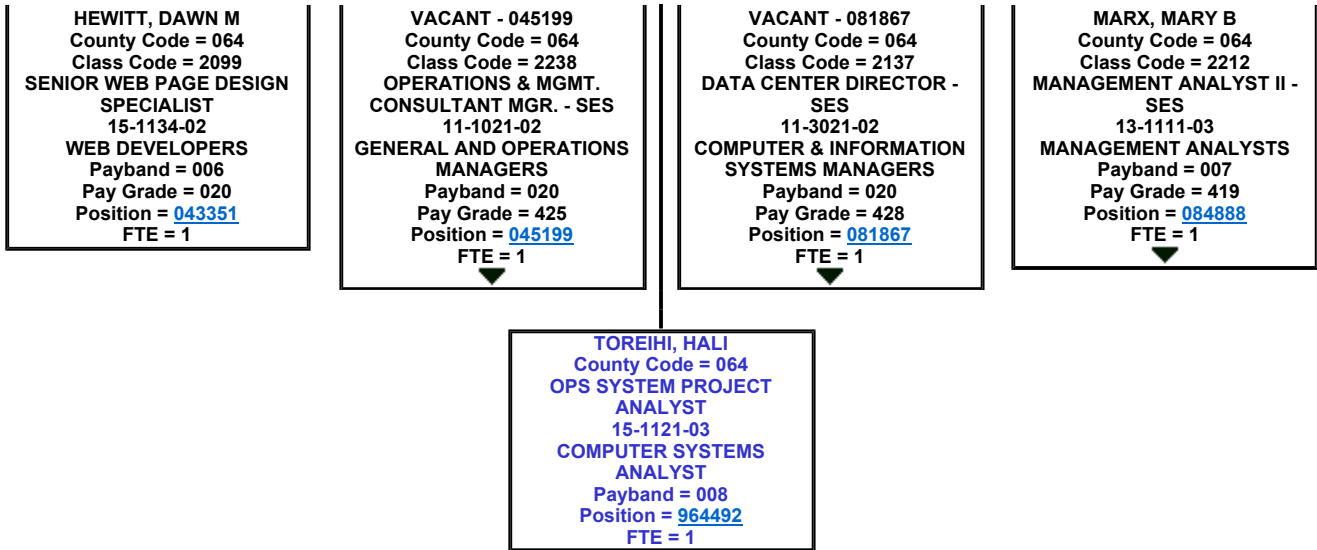 HEWITT, DAWN M
County Code = 064
Class Code = 2099
SENIOR WEB PAGE DESIGN
SPECIALIST
15-1134-02
WEB DEVELOPERS
Payband = 006
Pay Grade = 020
Position = 043351
FTE = 1
VACANT - 045199
County Code = 064
Class Code = 2238
OPERATIONS & MGMT.
CONSULTANT MGR. - SES
11-1021-02
GENERAL AND OPERATIONS
MANAGERS
Payband = 020
Pay Grade = 425
Position = 045199
FTE = 1
VACANT - 081867
County Code = 064
Class Code = 2137
DATA CENTER DIRECTOR -
SES
11-3021-02
COMPUTER & INFORMATION
SYSTEMS MANAGERS
Payband = 020
Pay Grade = 428
Position = 081867
FTE = 1
MARX, MARY B
County Code = 064
Class Code = 2212
MANAGEMENT ANALYST II -
SES
13-1111-03
MANAGEMENT ANALYSTS
Payband = 007
Pay Grade = 419
Position = 084888
FTE = 1
TOREIHI, HALI
County Code = 064
OPS SYSTEM PROJECT
ANALYST
15-1121-03
COMPUTER SYSTEMS
ANALYST
Payband = 008
Position = 964492
FTE = 1